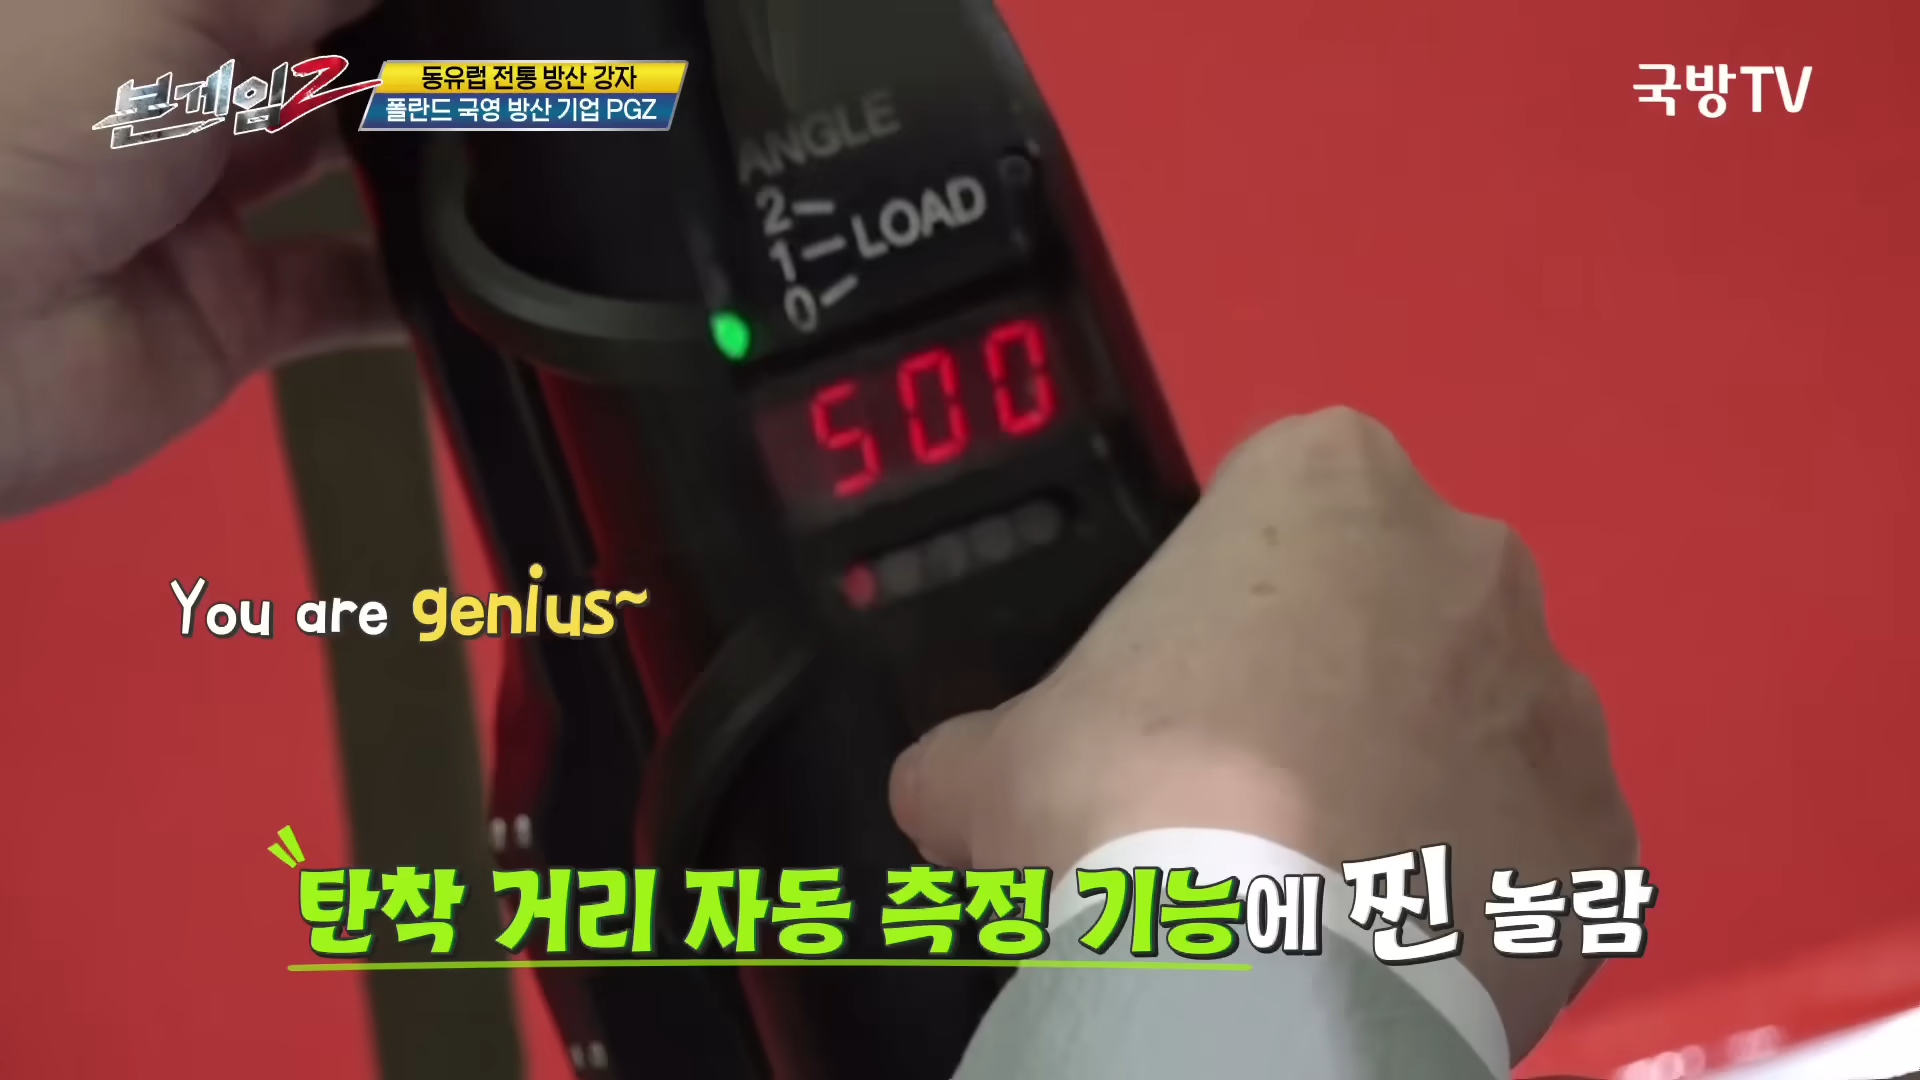 본게임2
동유럽 전통 방산 강자
폴란드 국영 방산 기업 PGZ
국방TV
ANGLE
2
1 LOAD
0
500
You are genius~
탄착 거리 자동 측정 기능에 찐 놀람